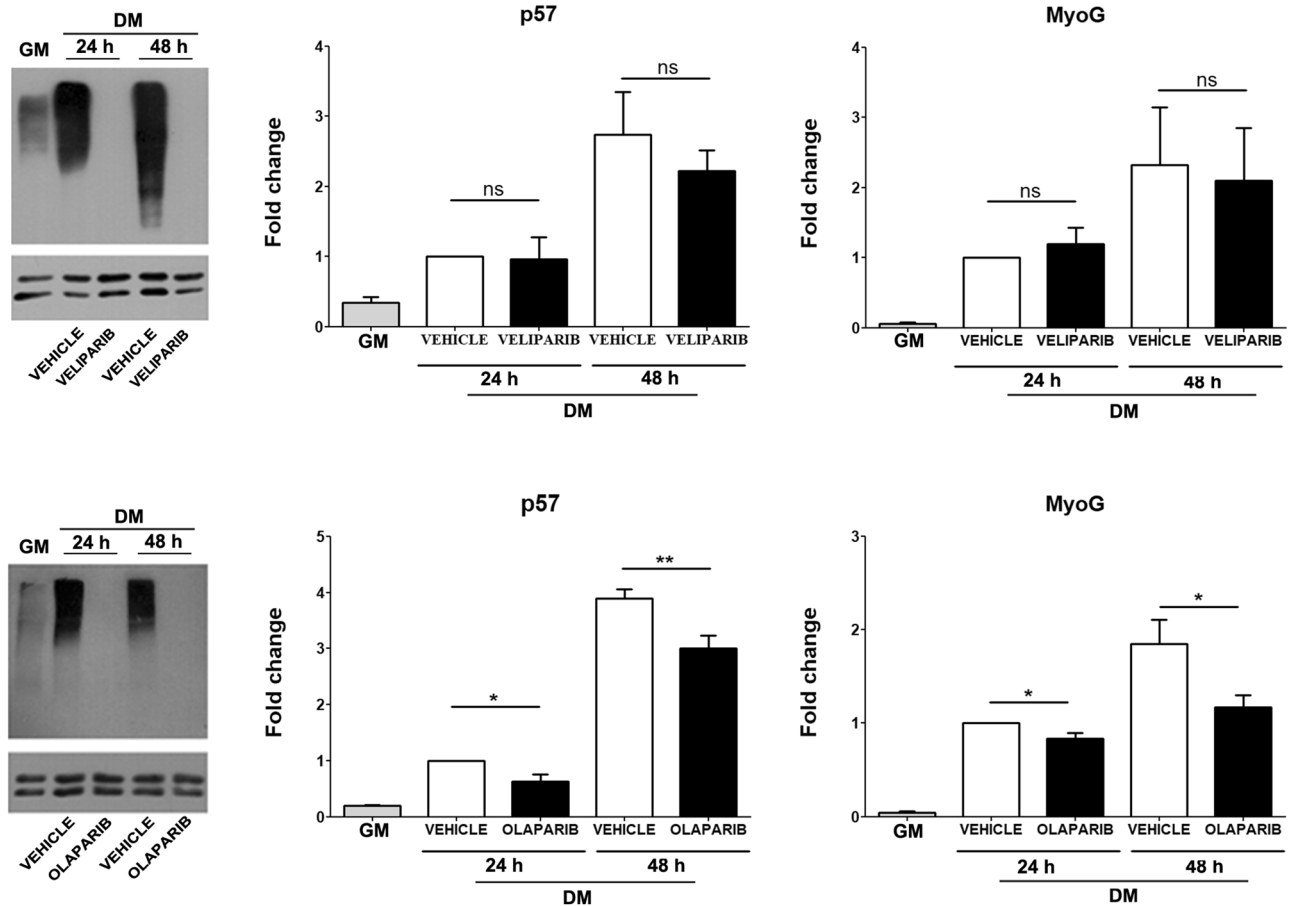 DM
GM 24 h 48 h
VEHICLE VELIPARIB VEHICLE VELIPARIB
p57
Fold change
4
3
2
1
0
ns
ns
GM VEHICLE VELIPARIB VEHICLE VELIPARIB
24 h 48 h
DM
MyoG
Fold change
4
3
2
1
0
ns
ns
GM VEHICLE VELIPARIB VEHICLE VELIPARIB
24 h 48 h
DM
DM
GM 24 h 48 h
VEHICLE OLAPARIB VEHICLE OLAPARIB
p57
Fold change
5
4
3
2
1
0
*
**
GM VEHICLE OLAPARIB VEHICLE OLAPARIB
24 h 48 h
DM
MyoG
Fold change
3
2
1
0
*
*
GM VEHICLE OLAPARIB VEHICLE OLAPARIB
24 h 48 h
DM